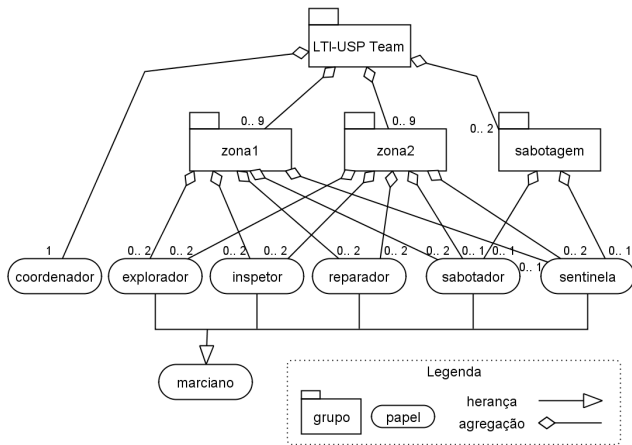 LTI-USP Team
0.. 9
0.. 9
0.. 2
zona1
zona2
sabotagem
1
0.. 2
0.. 2
0.. 2
0.. 2
0.. 2
0.. 2
0.. 2
0.. 1
0.. 1
0.. 1
0.. 2
0.. 1
coordenador
explorador
inspetor
reparador
sabotador
sentinela
marciano
Legenda
grupo
papel
herança
agregação